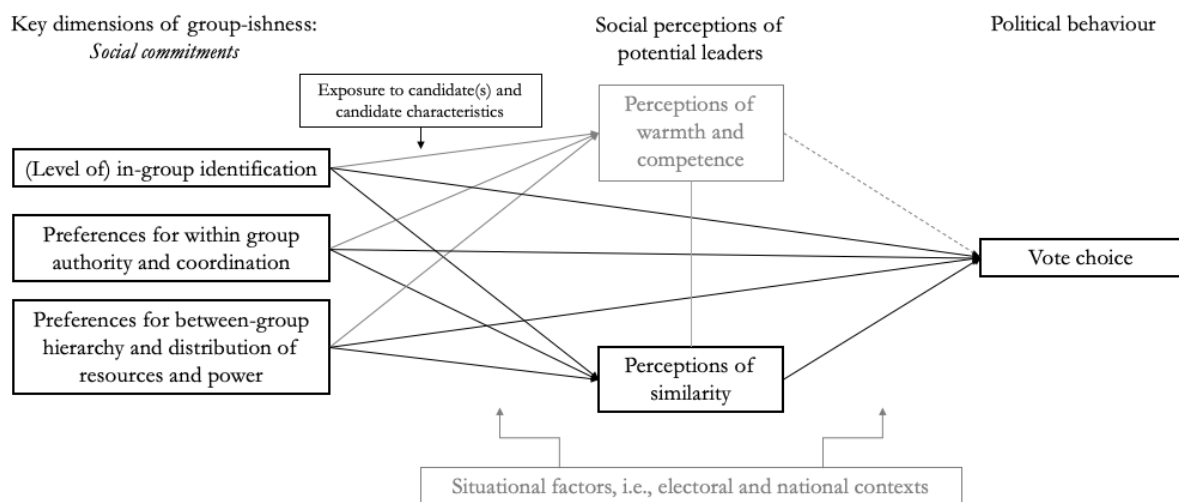 Key dimensions of group-ishness:
Social commitments
Social perceptions of
potential leaders
Political behaviour
Exposure to candidate(s) and
candidate characteristics
Perceptions of
warmth and
competence
(Level of) in-group identification
Preferences for within group
authority and coordination
Vote choice
Preferences for between-group
hierarchy and distribution of
resources and power
Perceptions of
similarity
Situational factors, i.e., electoral and national contexts